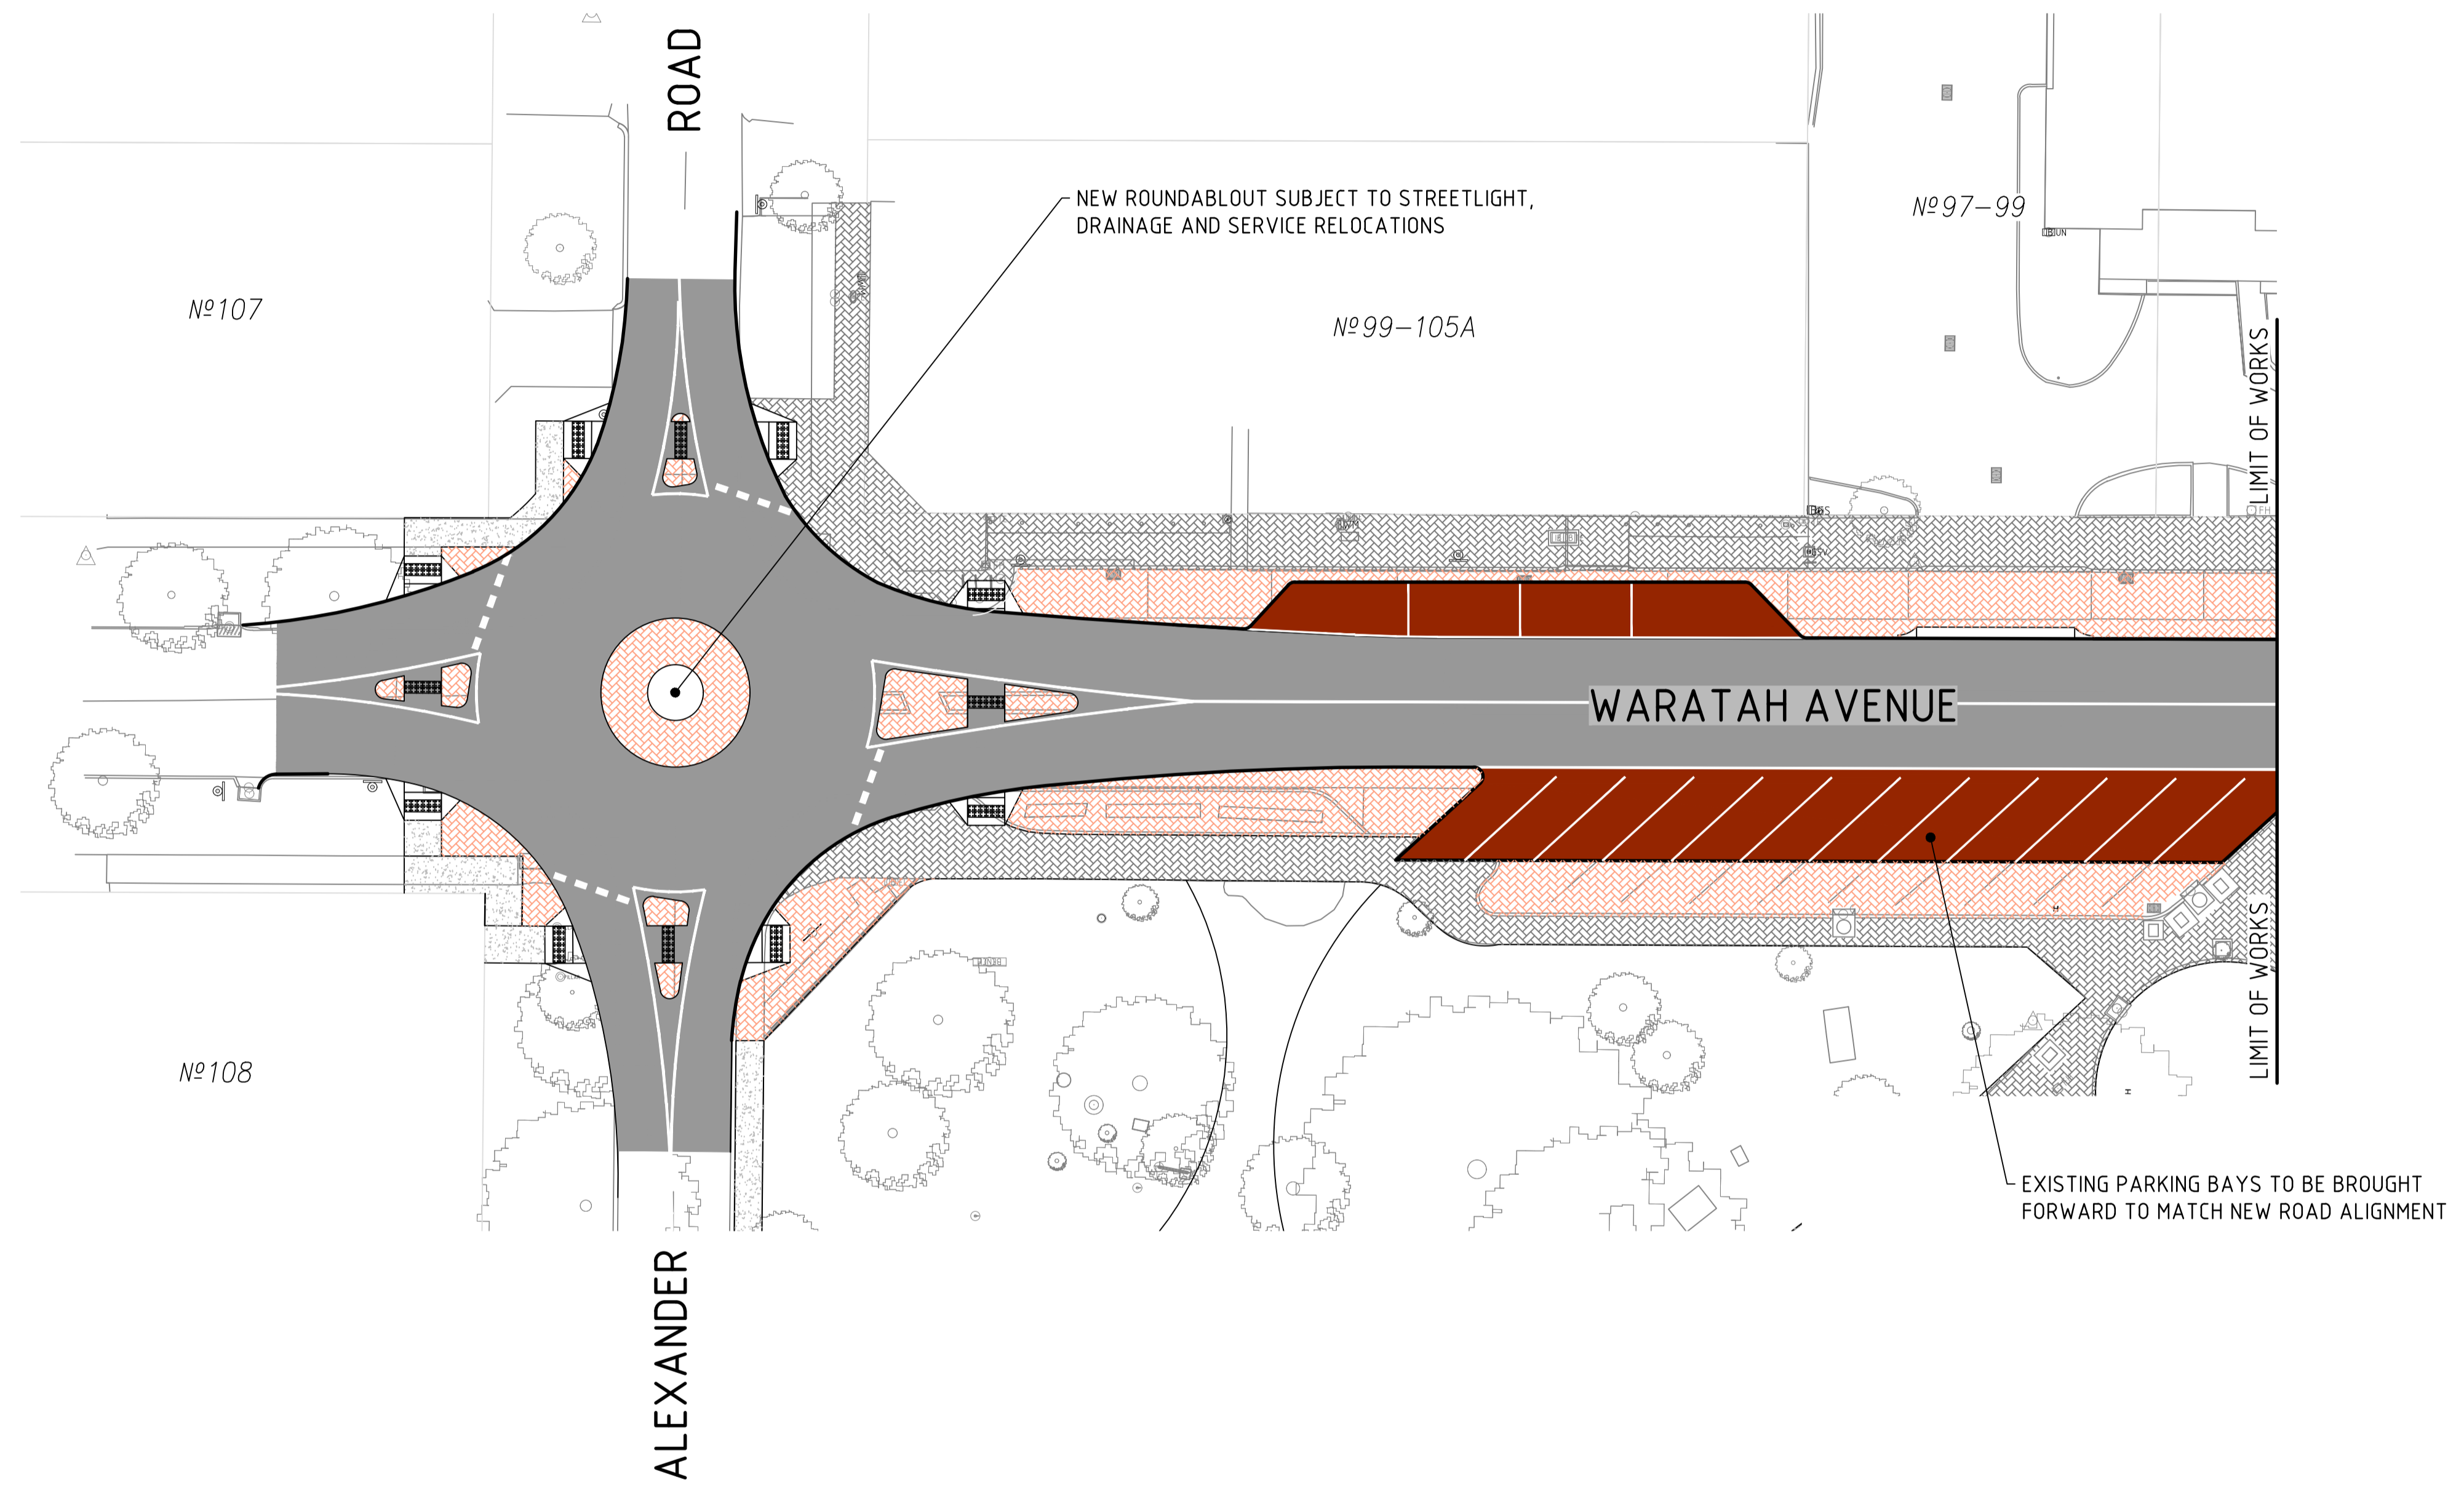 ROAD
NEW ROUNDABLOUT SUBJECT TO STREETLIGHT,
DRAINAGE AND SERVICE RELOCATIONS
Nº107
Nº99-105A
Nº97-99
LIMIT OF WORKS
WARATAH AVENUE
LIMIT OF WORKS
Nº108
EXISTING PARKING BAYS TO BE BROUGHT
FORWARD TO MATCH NEW ROAD ALIGNMENT
ALEXANDER